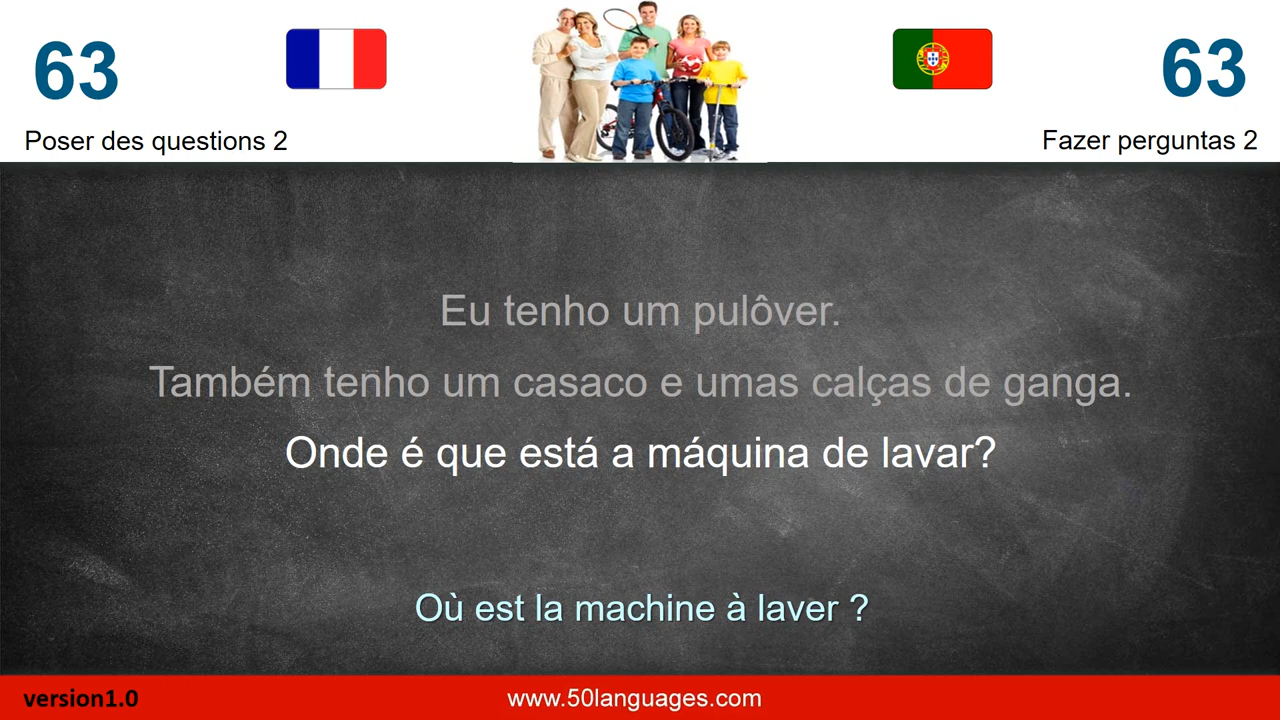 63
63
Poser des questions 2
Fazer perguntas 2
Eu tenho um pulôver.
Também tenho um casaco e umas calças de ganga.
Onde é que está a máquina de lavar?
Où est la machine à laver ?
version1.0
www.50languages.com